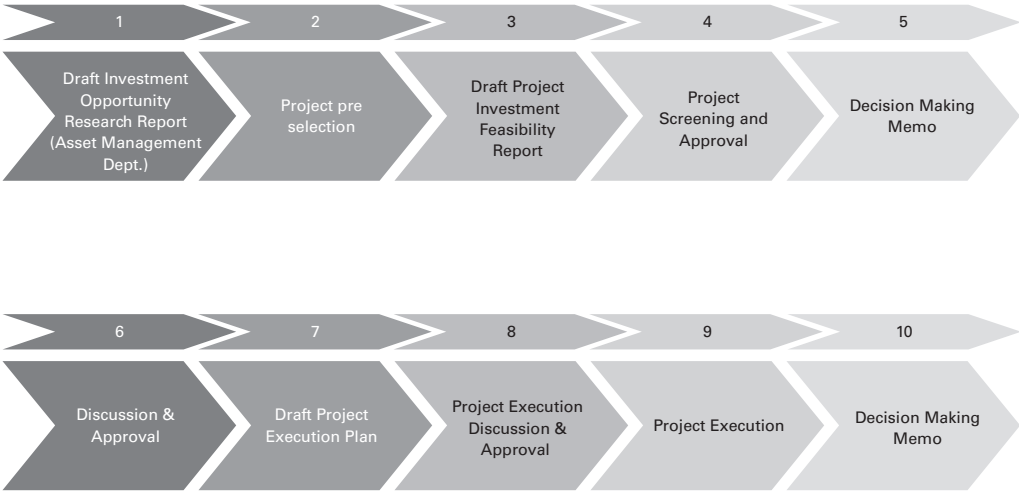 1
2
3
4
5
Draft Investment
Opportunity
Research Report
(Asset Management
Dept.)
Project pre
selection
Draft Project
Investment
Feasibility
Report
Project
Screening and
Approval
Decision Making
Memo
6
7
8
9
10
Discussion &
Approval
Draft Project
Execution Plan
Project Execution
Discussion &
Approval
Project Execution
Decision Making
Memo